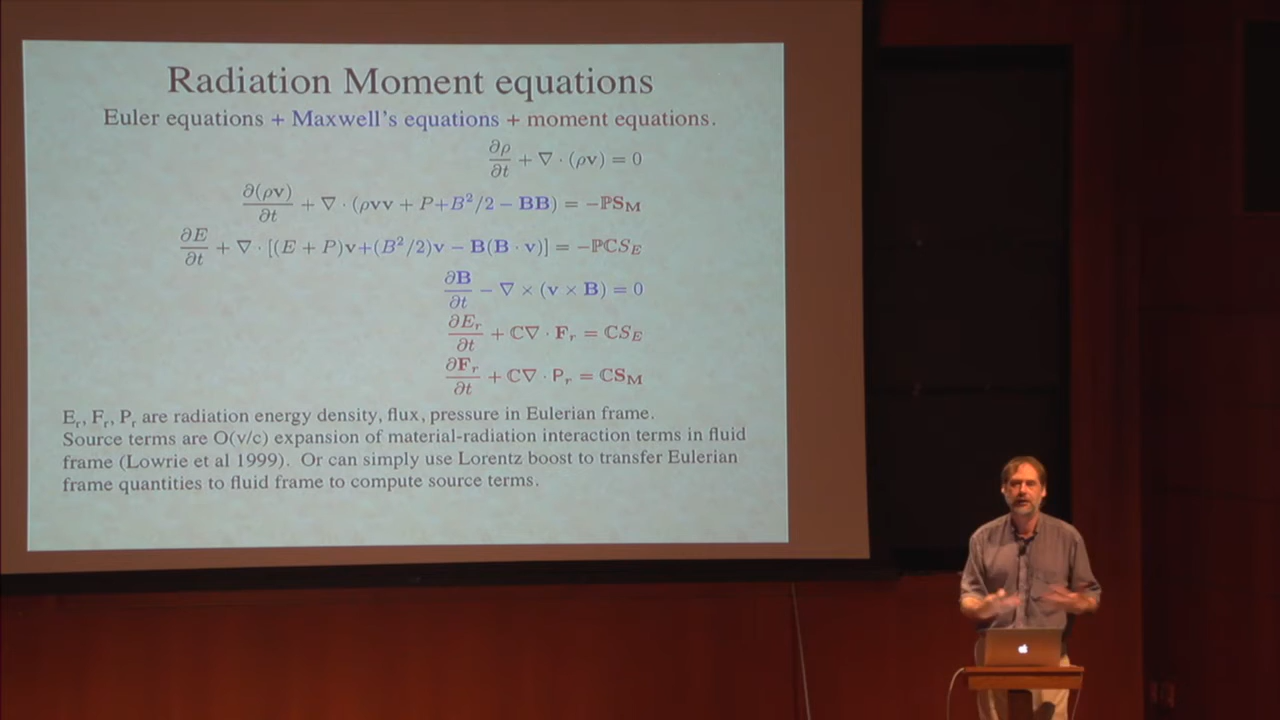 Radiation Moment equations
Euler equations + Maxwell's equations + moment equations.
∂ρ/∂t + ∇ · (ρv) = 0
∂(ρv)/∂t + ∇ · (ρvv + P+B²/2 − BB) = −ℙS_M
∂E/∂t + ∇ · [(E + P)v+(B²/2)v − B(B · v)] = −ℙℂS_E
∂B/∂t − ∇ × (v × B) = 0
∂E_r/∂t + ℂ∇ · F_r = ℂS_E
∂F_r/∂t + ℂ∇ · P_r = ℂS_M
E_r, F_r, P_r are radiation energy density, flux, pressure in Eulerian frame.
Source terms are O(v/c) expansion of material-radiation interaction terms in fluid
frame (Lowrie et al 1999). Or can simply use Lorentz boost to transfer Eulerian
frame quantities to fluid frame to compute source terms.